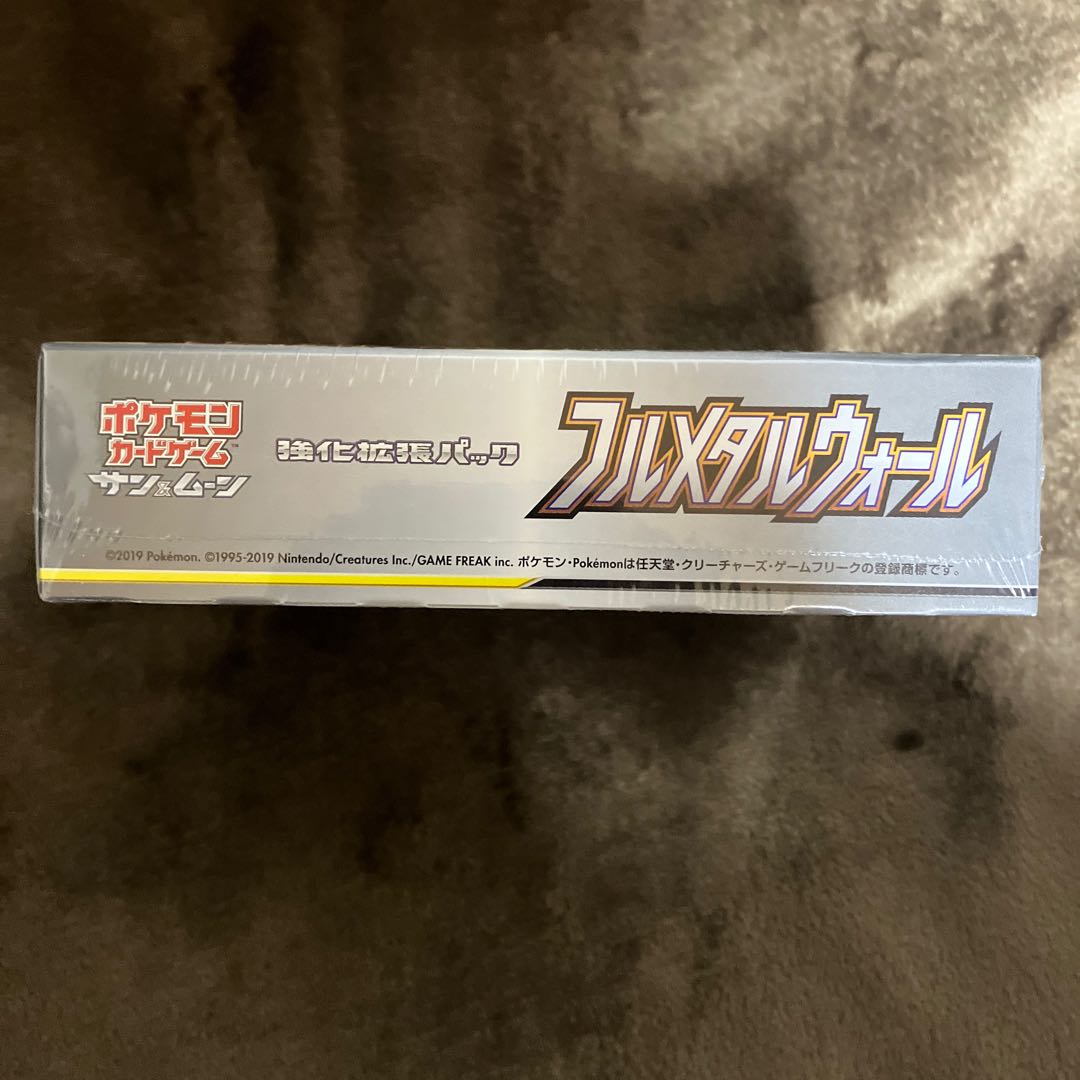 ポケモン
カードゲーム™
サン&ムーン
強化拡張パック
フルメタルウォール
©2019 Pokémon. ©1995-2019 Nintendo/Creatures Inc./GAME FREAK inc. ポケモン・Pokémonは任天堂・クリーチャーズ・ゲームフリークの登録商標です。